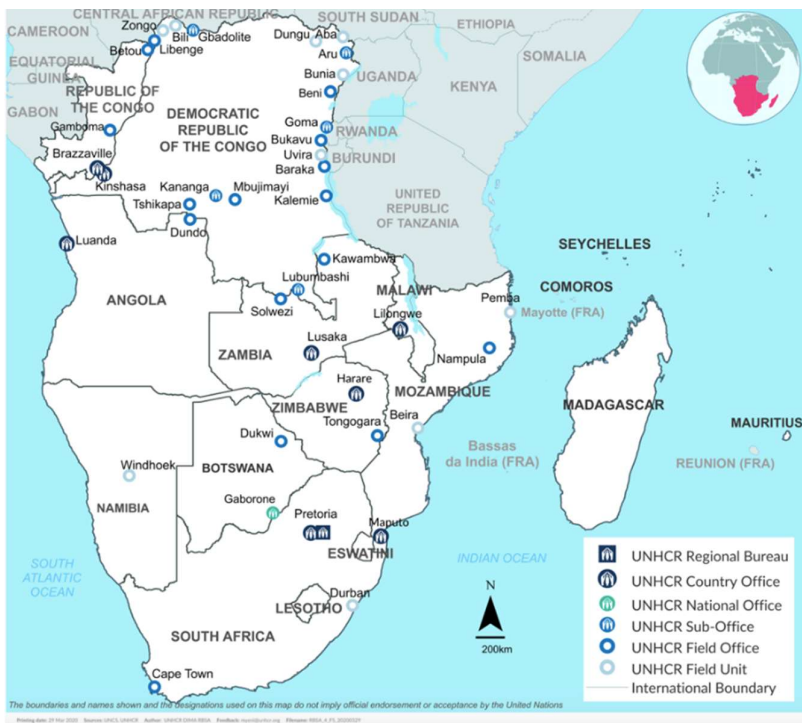 CENTRAL AFRICAN REPUBLIC
SOUTH SUDAN
ETHIOPIA
CAMEROON
Zongo
Bili
Gbadolite
Dungu
Aba
Betou
Libenge
Aru
SOMALIA
EQUATORIAL
GUINEA
Bunia
UGANDA
KENYA
REPUBLIC OF
THE CONGO
Beni
GABON
DEMOCRATIC
REPUBLIC
OF THE CONGO
Gamboma
Goma
RWANDA
Bukavu
Brazzaville
Uvira
BURUNDI
Baraka
Kinshasa
Kananga
Mbujimayi
Kalemie
UNITED
REPUBLIC
OF TANZANIA
Tshikapa
Dundo
Luanda
SEYCHELLES
Kawambwa
Lubumbashi
MALAWI
COMOROS
ANGOLA
Solwezi
Lilongwe
Pemba
Mayotte (FRA)
Lusaka
ZAMBIA
Nampula
Harare
MOZAMBIQUE
MADAGASCAR
ZIMBABWE
Tongogara
Beira
MAURITIUS
Dukwi
Bassas
da India (FRA)
REUNION (FRA)
Windhoek
BOTSWANA
NAMIBIA
Gaborone
Pretoria
Maputo
ESWATINI
SOUTH
ATLANTIC
OCEAN
INDIAN OCEAN
Durban
LESOTHO
SOUTH AFRICA
Cape Town
N
200km
UNHCR Regional Bureau
UNHCR Country Office
UNHCR National Office
UNHCR Sub-Office
UNHCR Field Office
UNHCR Field Unit
International Boundary
The boundaries and names shown and the designations used on this map do not imply official endorsement or acceptance by the United Nations